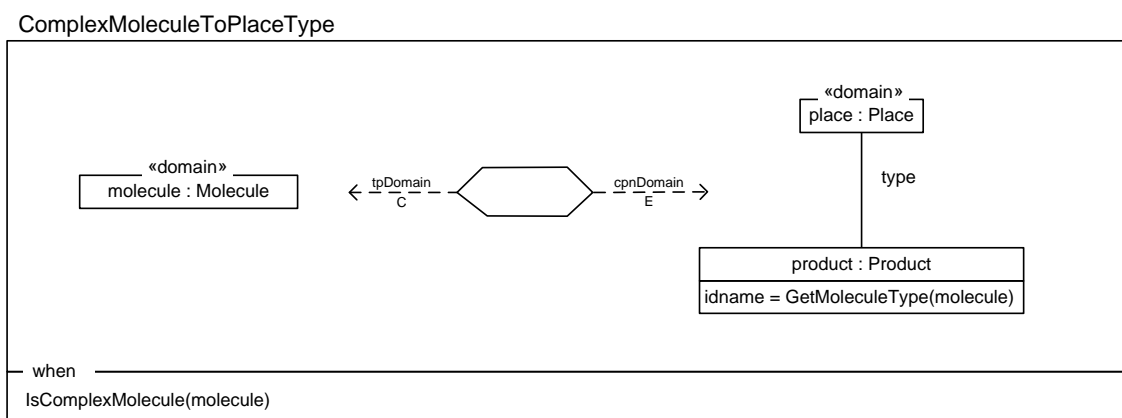 ComplexMoleculeToPlaceType
«domain»
place : Place
«domain»
molecule : Molecule
tpDomain
C
cpnDomain
E
type
product : Product
idname = GetMoleculeType(molecule)
when
IsComplexMolecule(molecule)